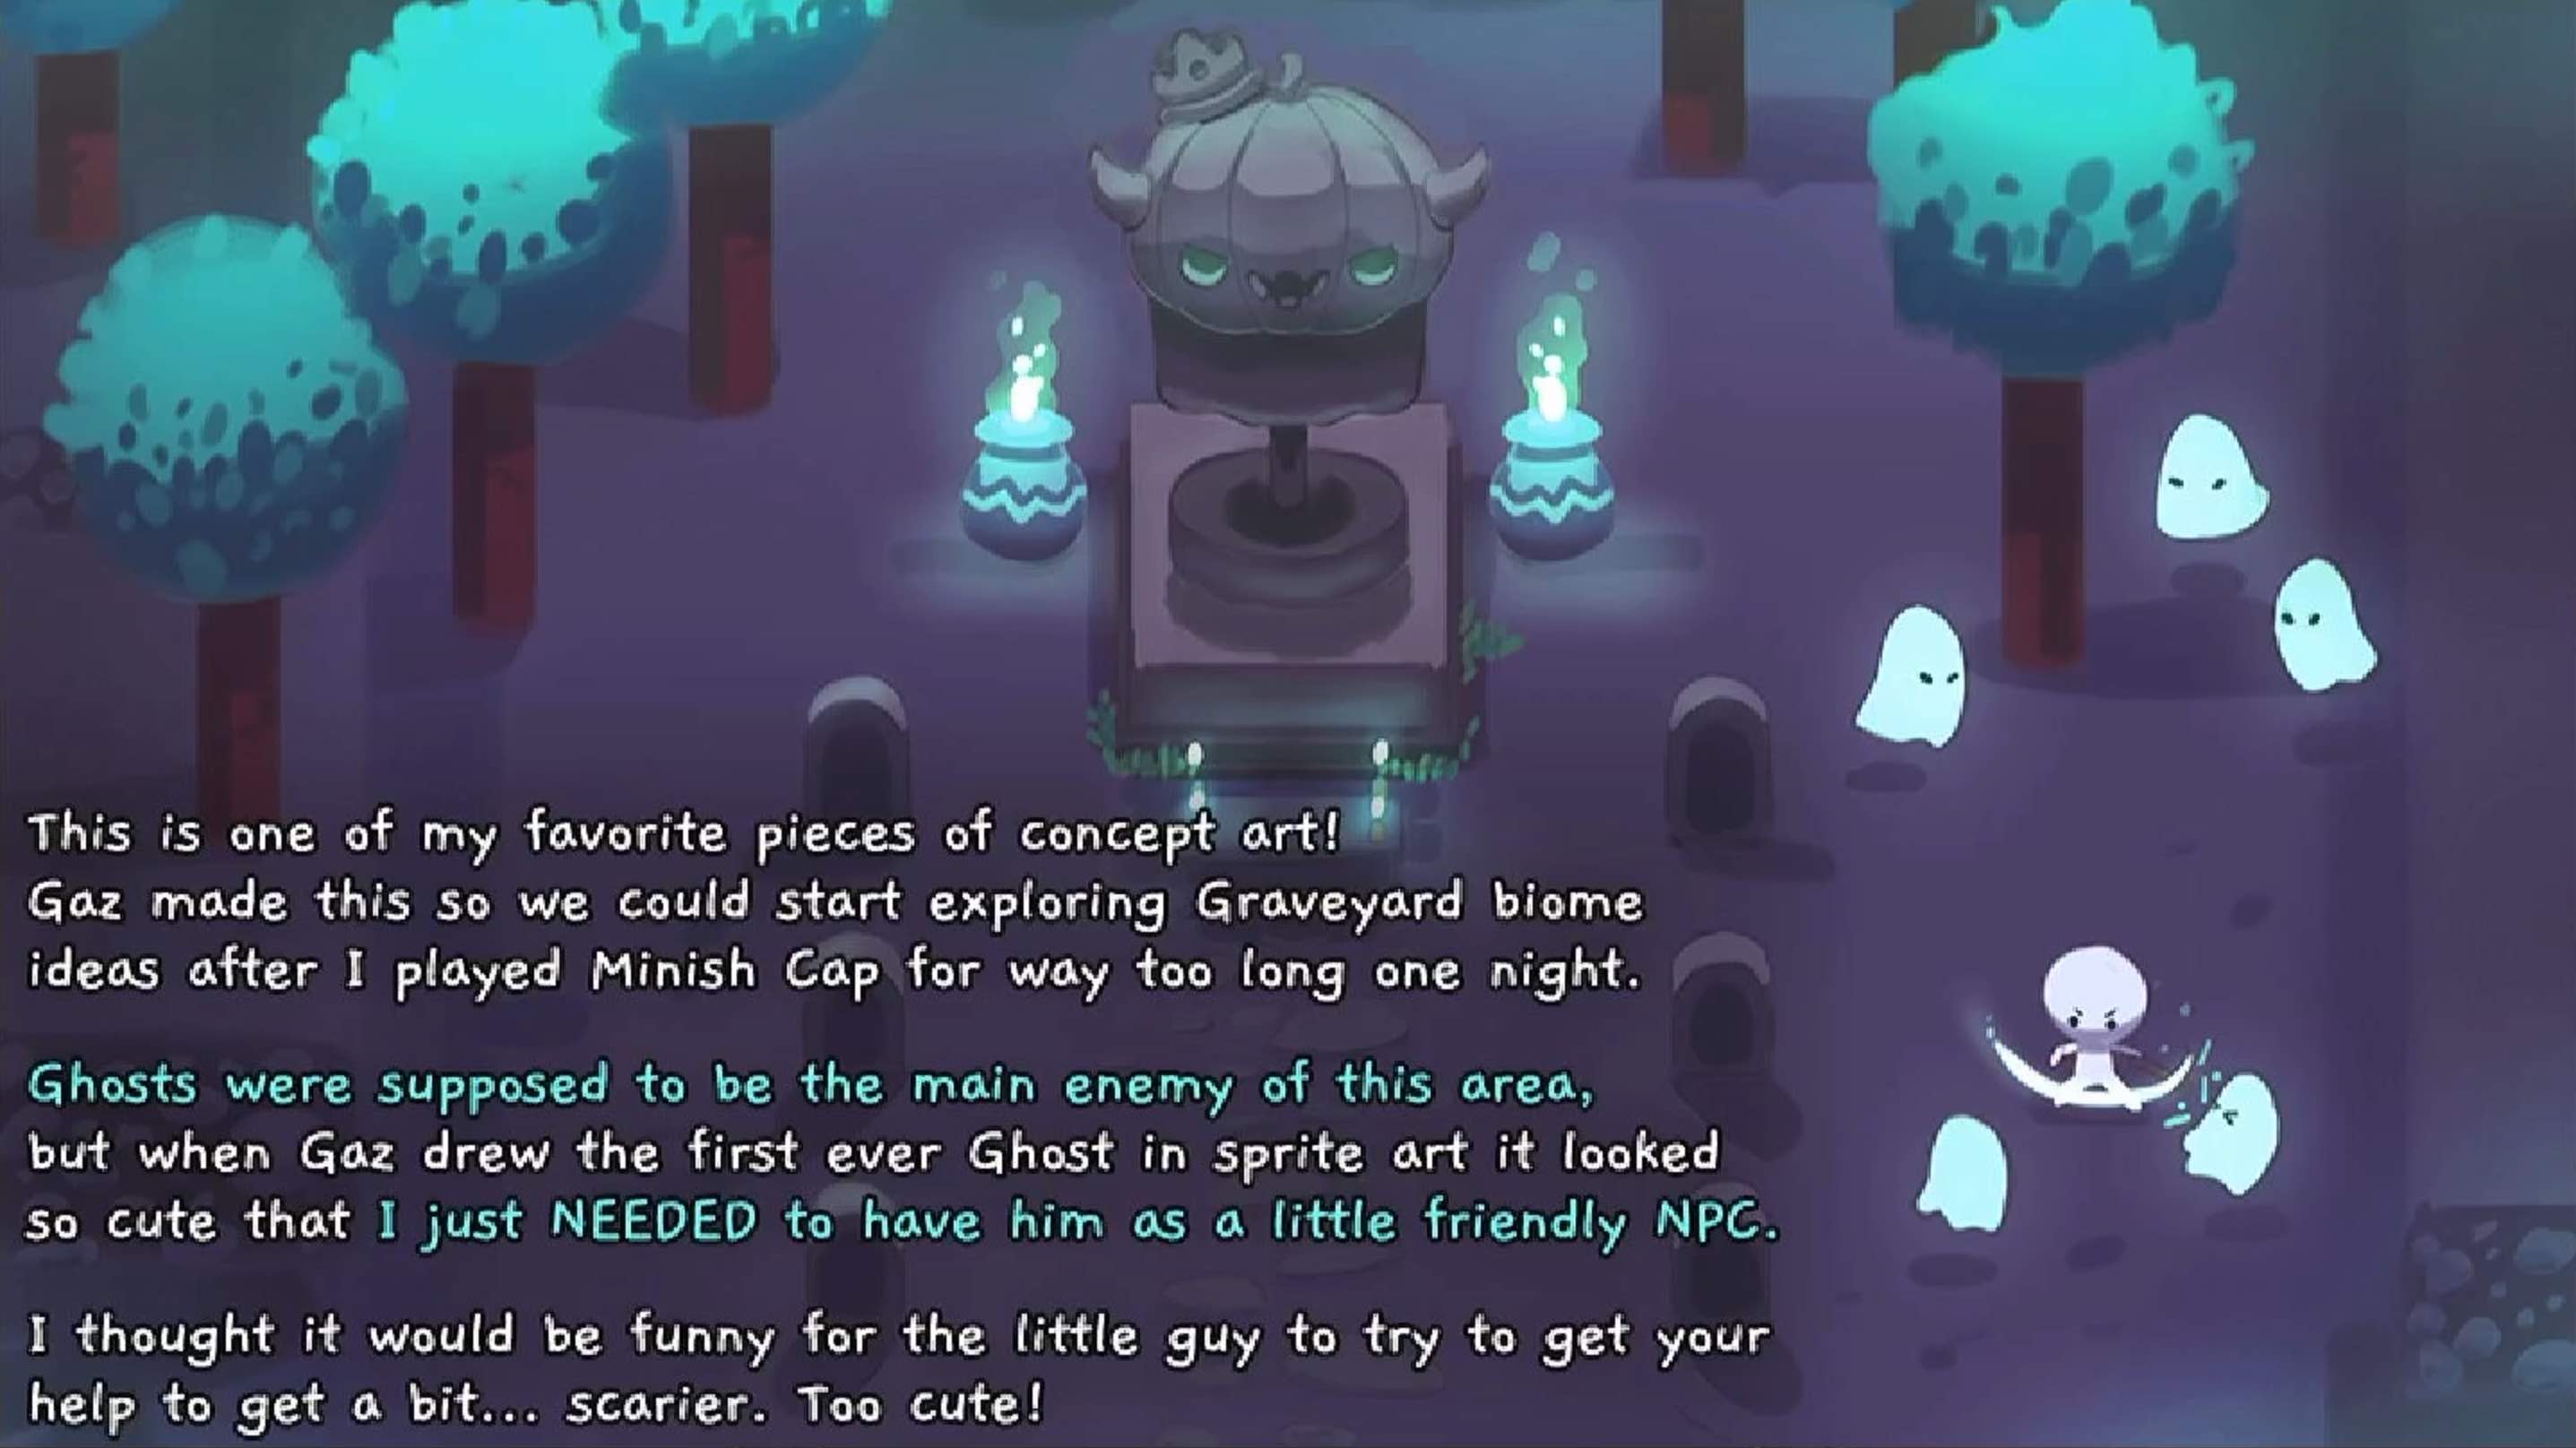 This is one of my favorite pieces of concept art!
Gaz made this so we could start exploring Graveyard biome
ideas after I played Minish Cap for way too long one night.
Ghosts were supposed to be the main enemy of this area,
but when Gaz drew the first ever Ghost in sprite art it looked
so cute that I just NEEDED to have him as a little friendly NPC.
I thought it would be funny for the little guy to try to get your
help to get a bit... scarier. Too cute!